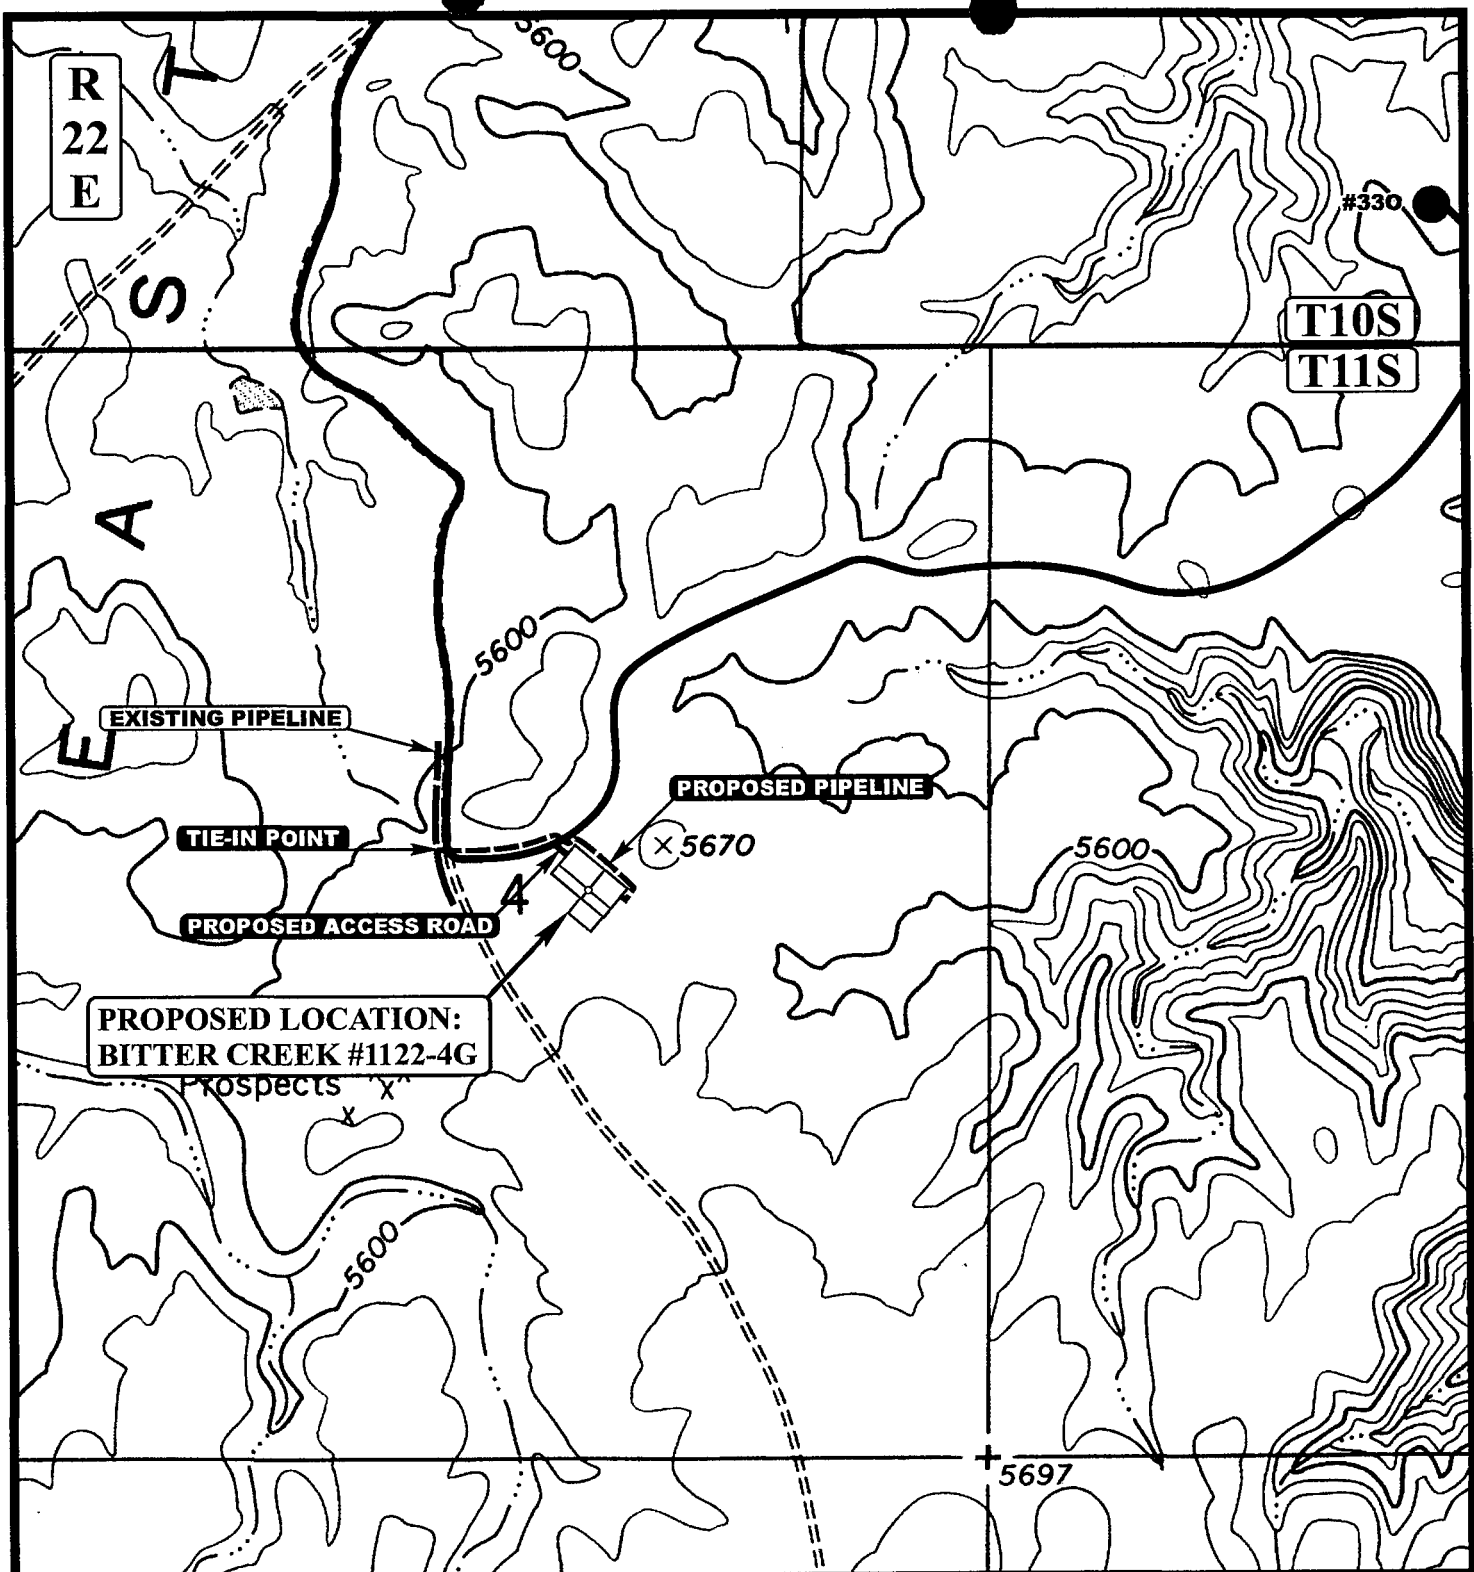 5600
R
22
E
T
#330
S
T10S
T11S
A
5600
EXISTING PIPELINE
E
PROPOSED PIPELINE
TIE-IN POINT
5670
5600
4
PROPOSED ACCESS ROAD
PROPOSED LOCATION:
BITTER CREEK #1122-4G
Prospects x
x
5600
5697